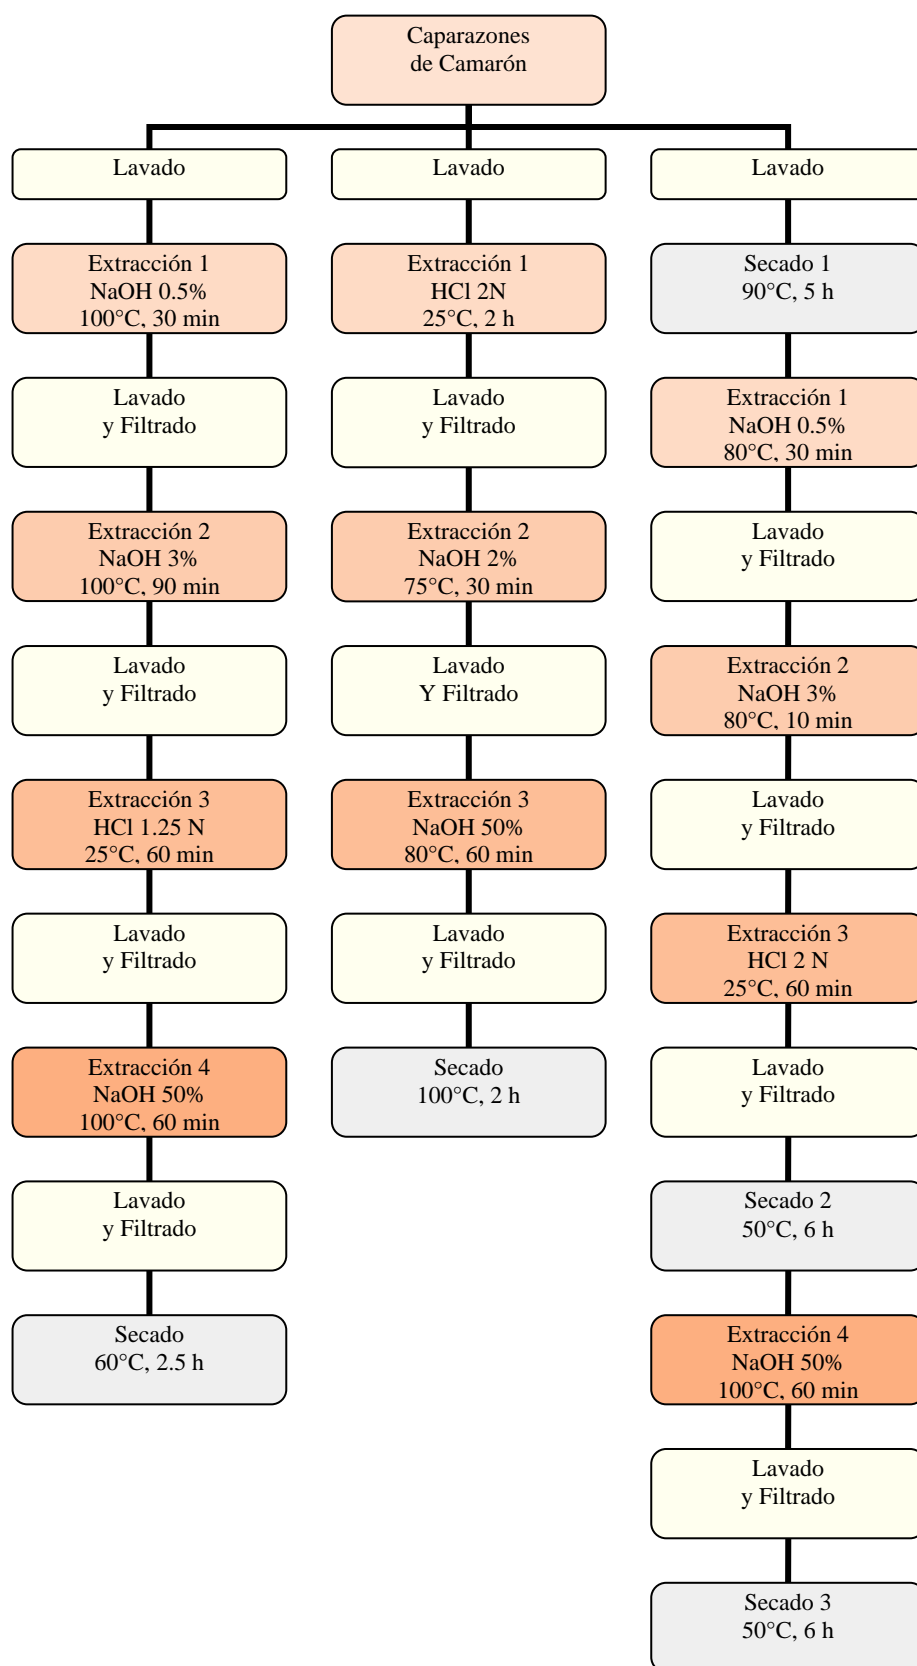 Caparazones
de Camarón
Lavado
Extracción 1
NaOH 0.5%
100°C, 30 min
Lavado
y Filtrado
Extracción 2
NaOH 3%
100°C, 90 min
Lavado
y Filtrado
Extracción 3
HCl 1.25 N
25°C, 60 min
Lavado
y Filtrado
Extracción 4
NaOH 50%
100°C, 60 min
Lavado
y Filtrado
Secado
60°C, 2.5 h
Lavado
Extracción 1
HCl 2N
25°C, 2 h
Lavado
y Filtrado
Extracción 2
NaOH 2%
75°C, 30 min
Lavado
Y Filtrado
Extracción 3
NaOH 50%
80°C, 60 min
Lavado
y Filtrado
Secado
100°C, 2 h
Lavado
Secado 1
90°C, 5 h
Extracción 1
NaOH 0.5%
80°C, 30 min
Lavado
y Filtrado
Extracción 2
NaOH 3%
80°C, 10 min
Lavado
y Filtrado
Extracción 3
HCl 2 N
25°C, 60 min
Lavado
y Filtrado
Secado 2
50°C, 6 h
Extracción 4
NaOH 50%
100°C, 60 min
Lavado
y Filtrado
Secado 3
50°C, 6 h